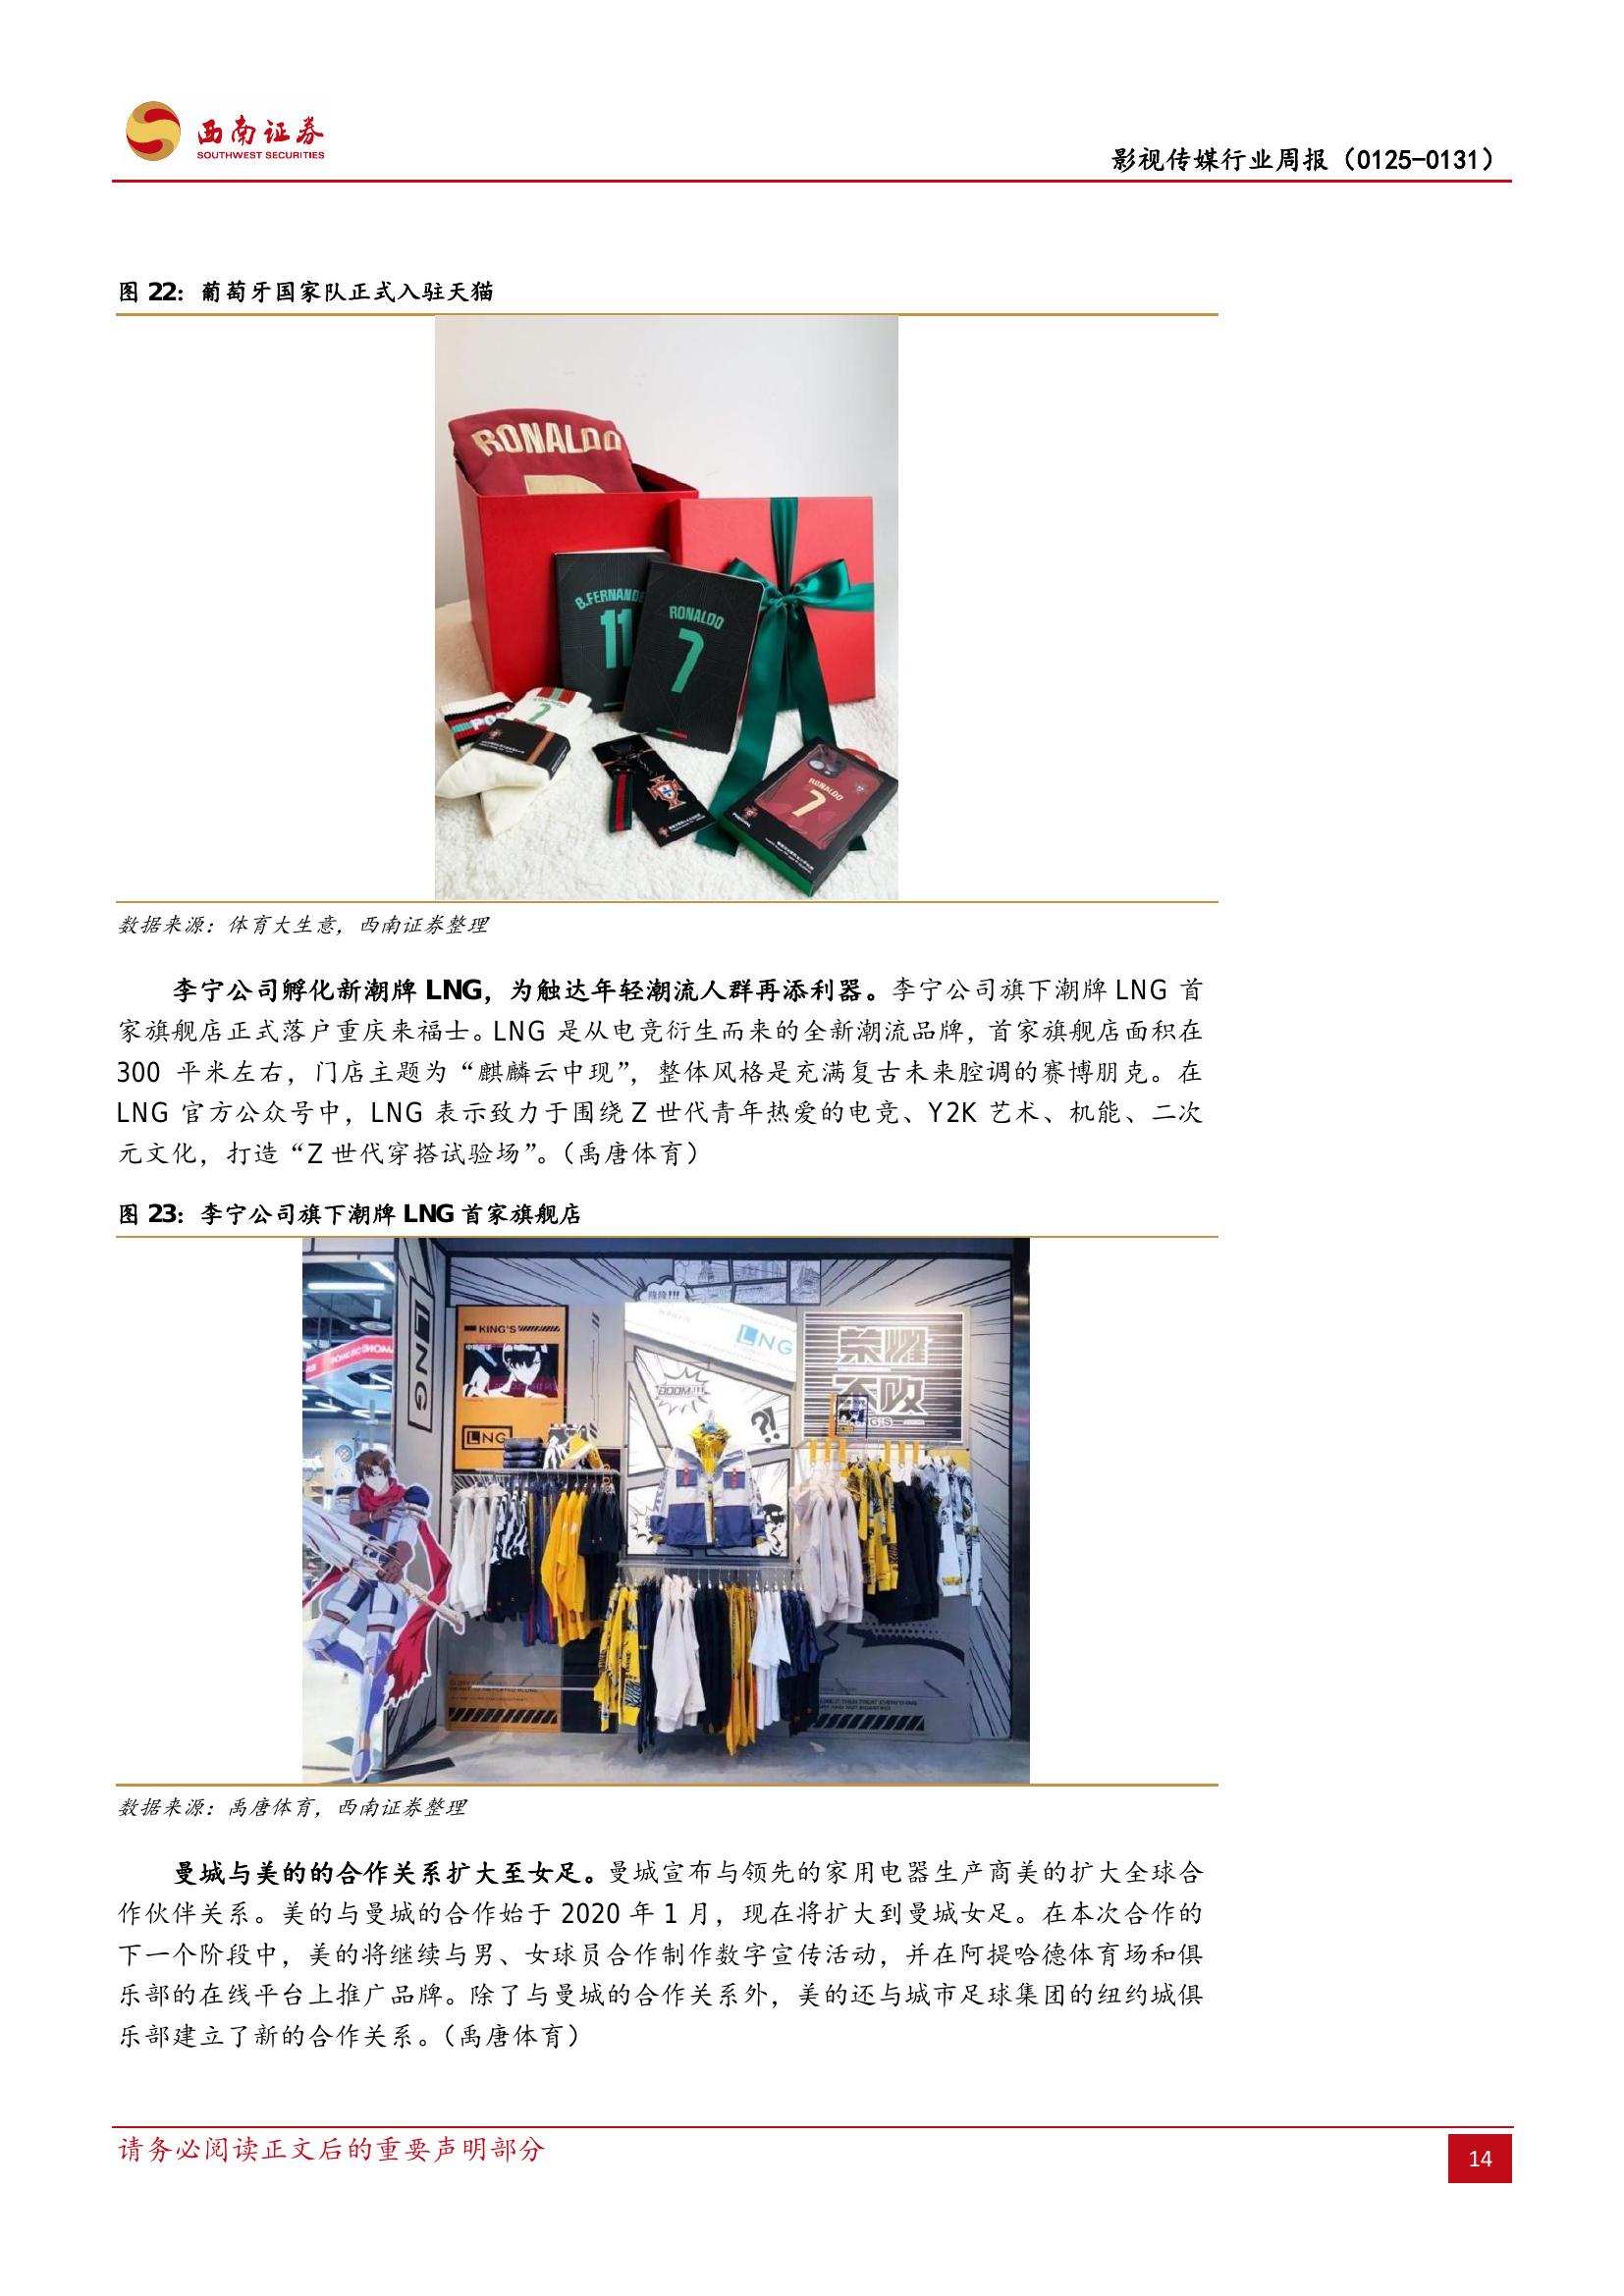 西南证券
SOUTHWEST SECURITIES
影视传媒行业周报（0125-0131）
图 22：葡萄牙国家队正式入驻天猫
RONALDO
B.FERNANDE
11
RONALDO
7
7
RONALDO
7
数据来源：体育大生意，西南证券整理
李宁公司孵化新潮牌 LNG，为触达年轻潮流人群再添利器。李宁公司旗下潮牌 LNG 首
家旗舰店正式落户重庆来福士。LNG 是从电竞衍生而来的全新潮流品牌，首家旗舰店面积在
300 平米左右，门店主题为“麒麟云中现”，整体风格是充满复古未来腔调的赛博朋克。在
LNG 官方公众号中，LNG 表示致力于围绕 Z 世代青年热爱的电竞、Y2K 艺术、机能、二次
元文化，打造“Z 世代穿搭试验场”。（禹唐体育）
图 23：李宁公司旗下潮牌 LNG 首家旗舰店
LNG
KING'S
LNG
LNG
BOOM!!!
?!
荣耀
不败
数据来源：禹唐体育，西南证券整理
曼城与美的的合作关系扩大至女足。曼城宣布与领先的家用电器生产商美的扩大全球合
作伙伴关系。美的与曼城的合作始于 2020 年 1 月，现在将扩大到曼城女足。在本次合作的
下一个阶段中，美的将继续与男、女球员合作制作数字宣传活动，并在阿提哈德体育场和俱
乐部的在线平台上推广品牌。除了与曼城的合作关系外，美的还与城市足球集团的纽约城俱
乐部建立了新的合作关系。（禹唐体育）
请务必阅读正文后的重要声明部分
14